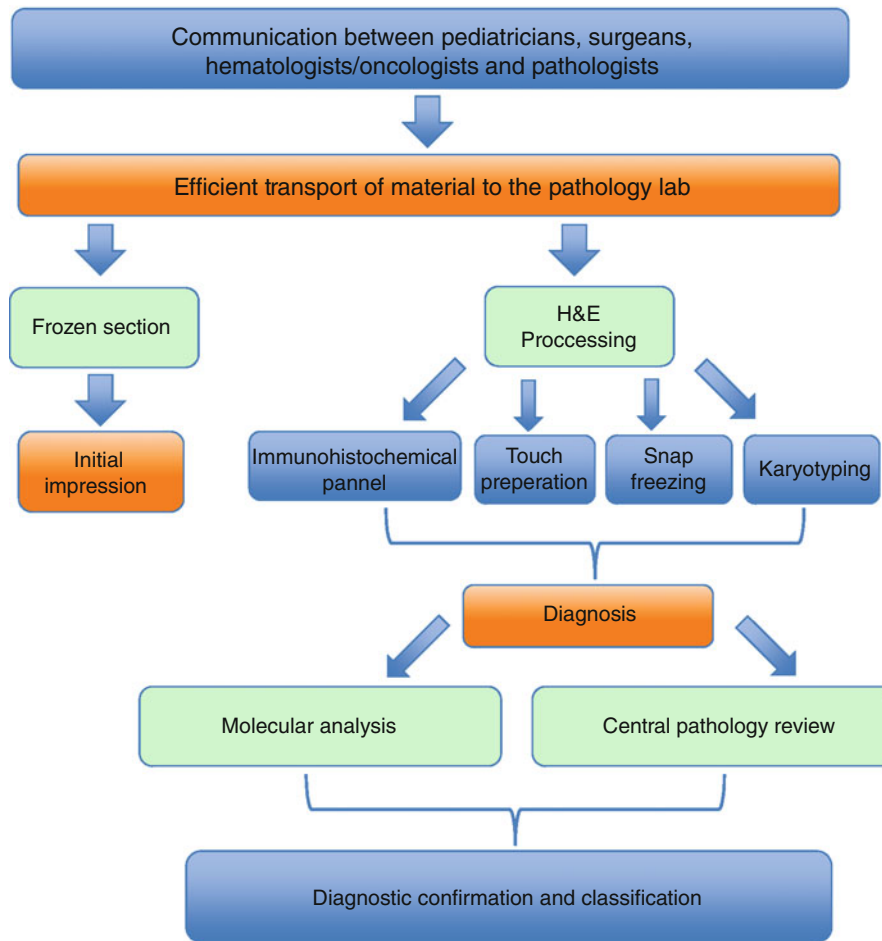 Communication between pediatricians, surgeans,
hematologists/oncologists and pathologists
Efficient transport of material to the pathology lab
Frozen section
H&E
Proccessing
Initial
impression
Immunohistochemical
pannel
Touch
preperation
Snap
freezing
Karyotyping
Diagnosis
Molecular analysis
Central pathology review
Diagnostic confirmation and classification